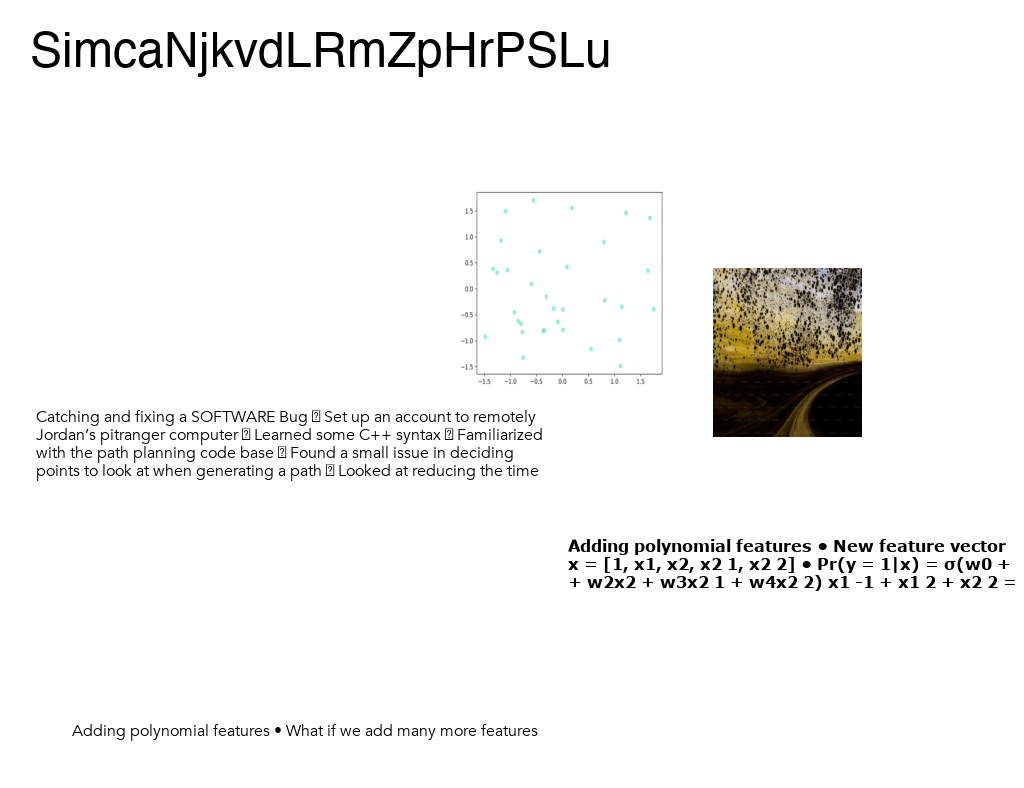 SimcaNjkvdLRmZpHrPSLu
1.5
1.0
0.5
0.0
−0.5
−1.0
−1.5
−1.5 −1.0 −0.5 0.0 0.5 1.0 1.5
Catching and fixing a SOFTWARE Bug 🛛 Set up an account to remotely
Jordan’s pitranger computer 🛛 Learned some C++ syntax 🛛 Familiarized
with the path planning code base 🛛 Found a small issue in deciding
points to look at when generating a path 🛛 Looked at reducing the time
Adding polynomial features • New feature vector
x = [1, x1, x2, x2 1, x2 2] • Pr(y = 1|x) = σ(w0 +
+ w2x2 + w3x2 1 + w4x2 2) x1 -1 + x1 2 + x2 2 =
Adding polynomial features • What if we add many more features